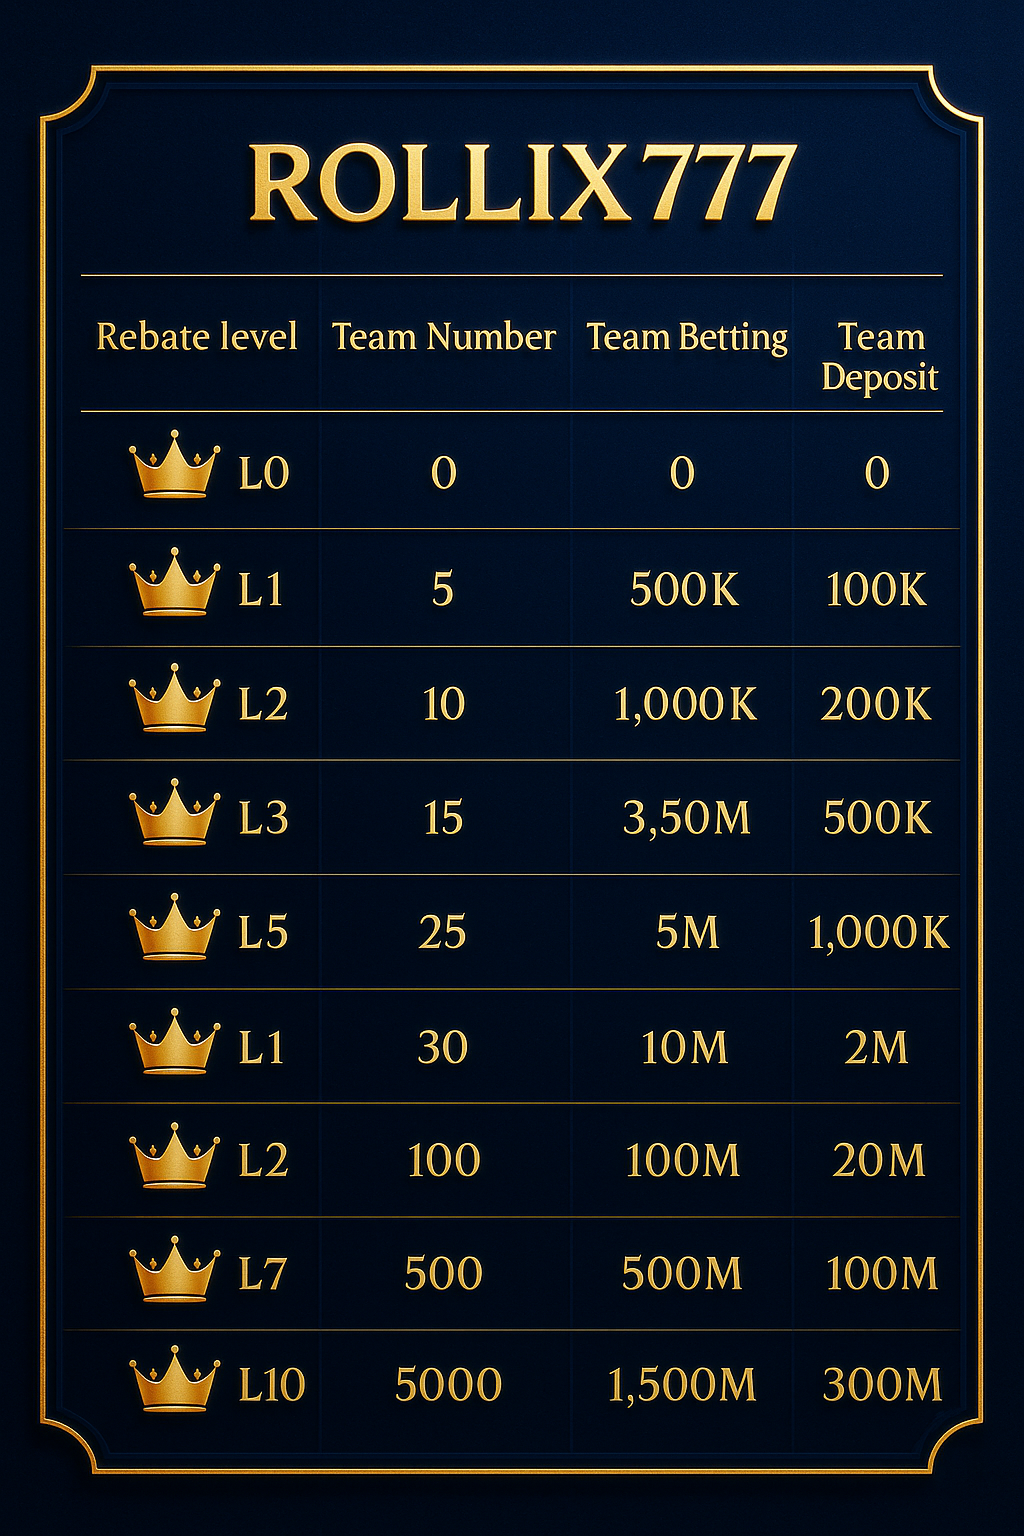 ROLLIX777
Rebate level Team Number Team Betting Team Deposit
L0 0 0 0
L1 5 500K 100K
L2 10 1,000K 200K
L3 15 3,50M 500K
L5 25 5M 1,000K
L1 30 10M 2M
L2 100 100M 20M
L7 500 500M 100M
L10 5000 1,500M 300M